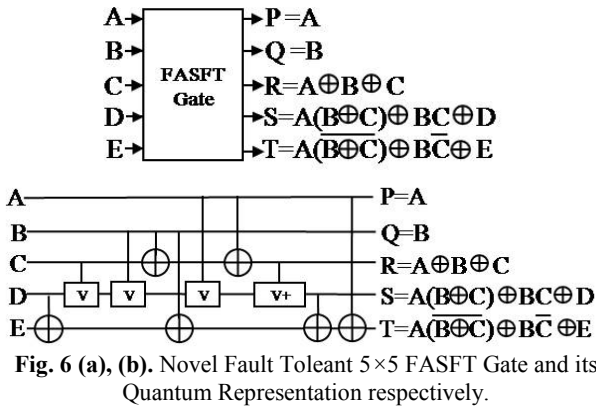 A P=A
B Q=B
C FASFT R=A⊕B⊕C
D Gate S=A(B⊕C)⊕BC⊕D
E T=A(B̅⊕̅C̅)⊕BC̅⊕E
A P=A
B Q=B
C R=A⊕B⊕C
D v v v v+ S=A(B⊕C)⊕BC⊕D
E T=A(B̅⊕̅C̅)⊕BC̅⊕E
Fig. 6 (a), (b). Novel Fault Toleant 5×5 FASFT Gate and its
Quantum Representation respectively.